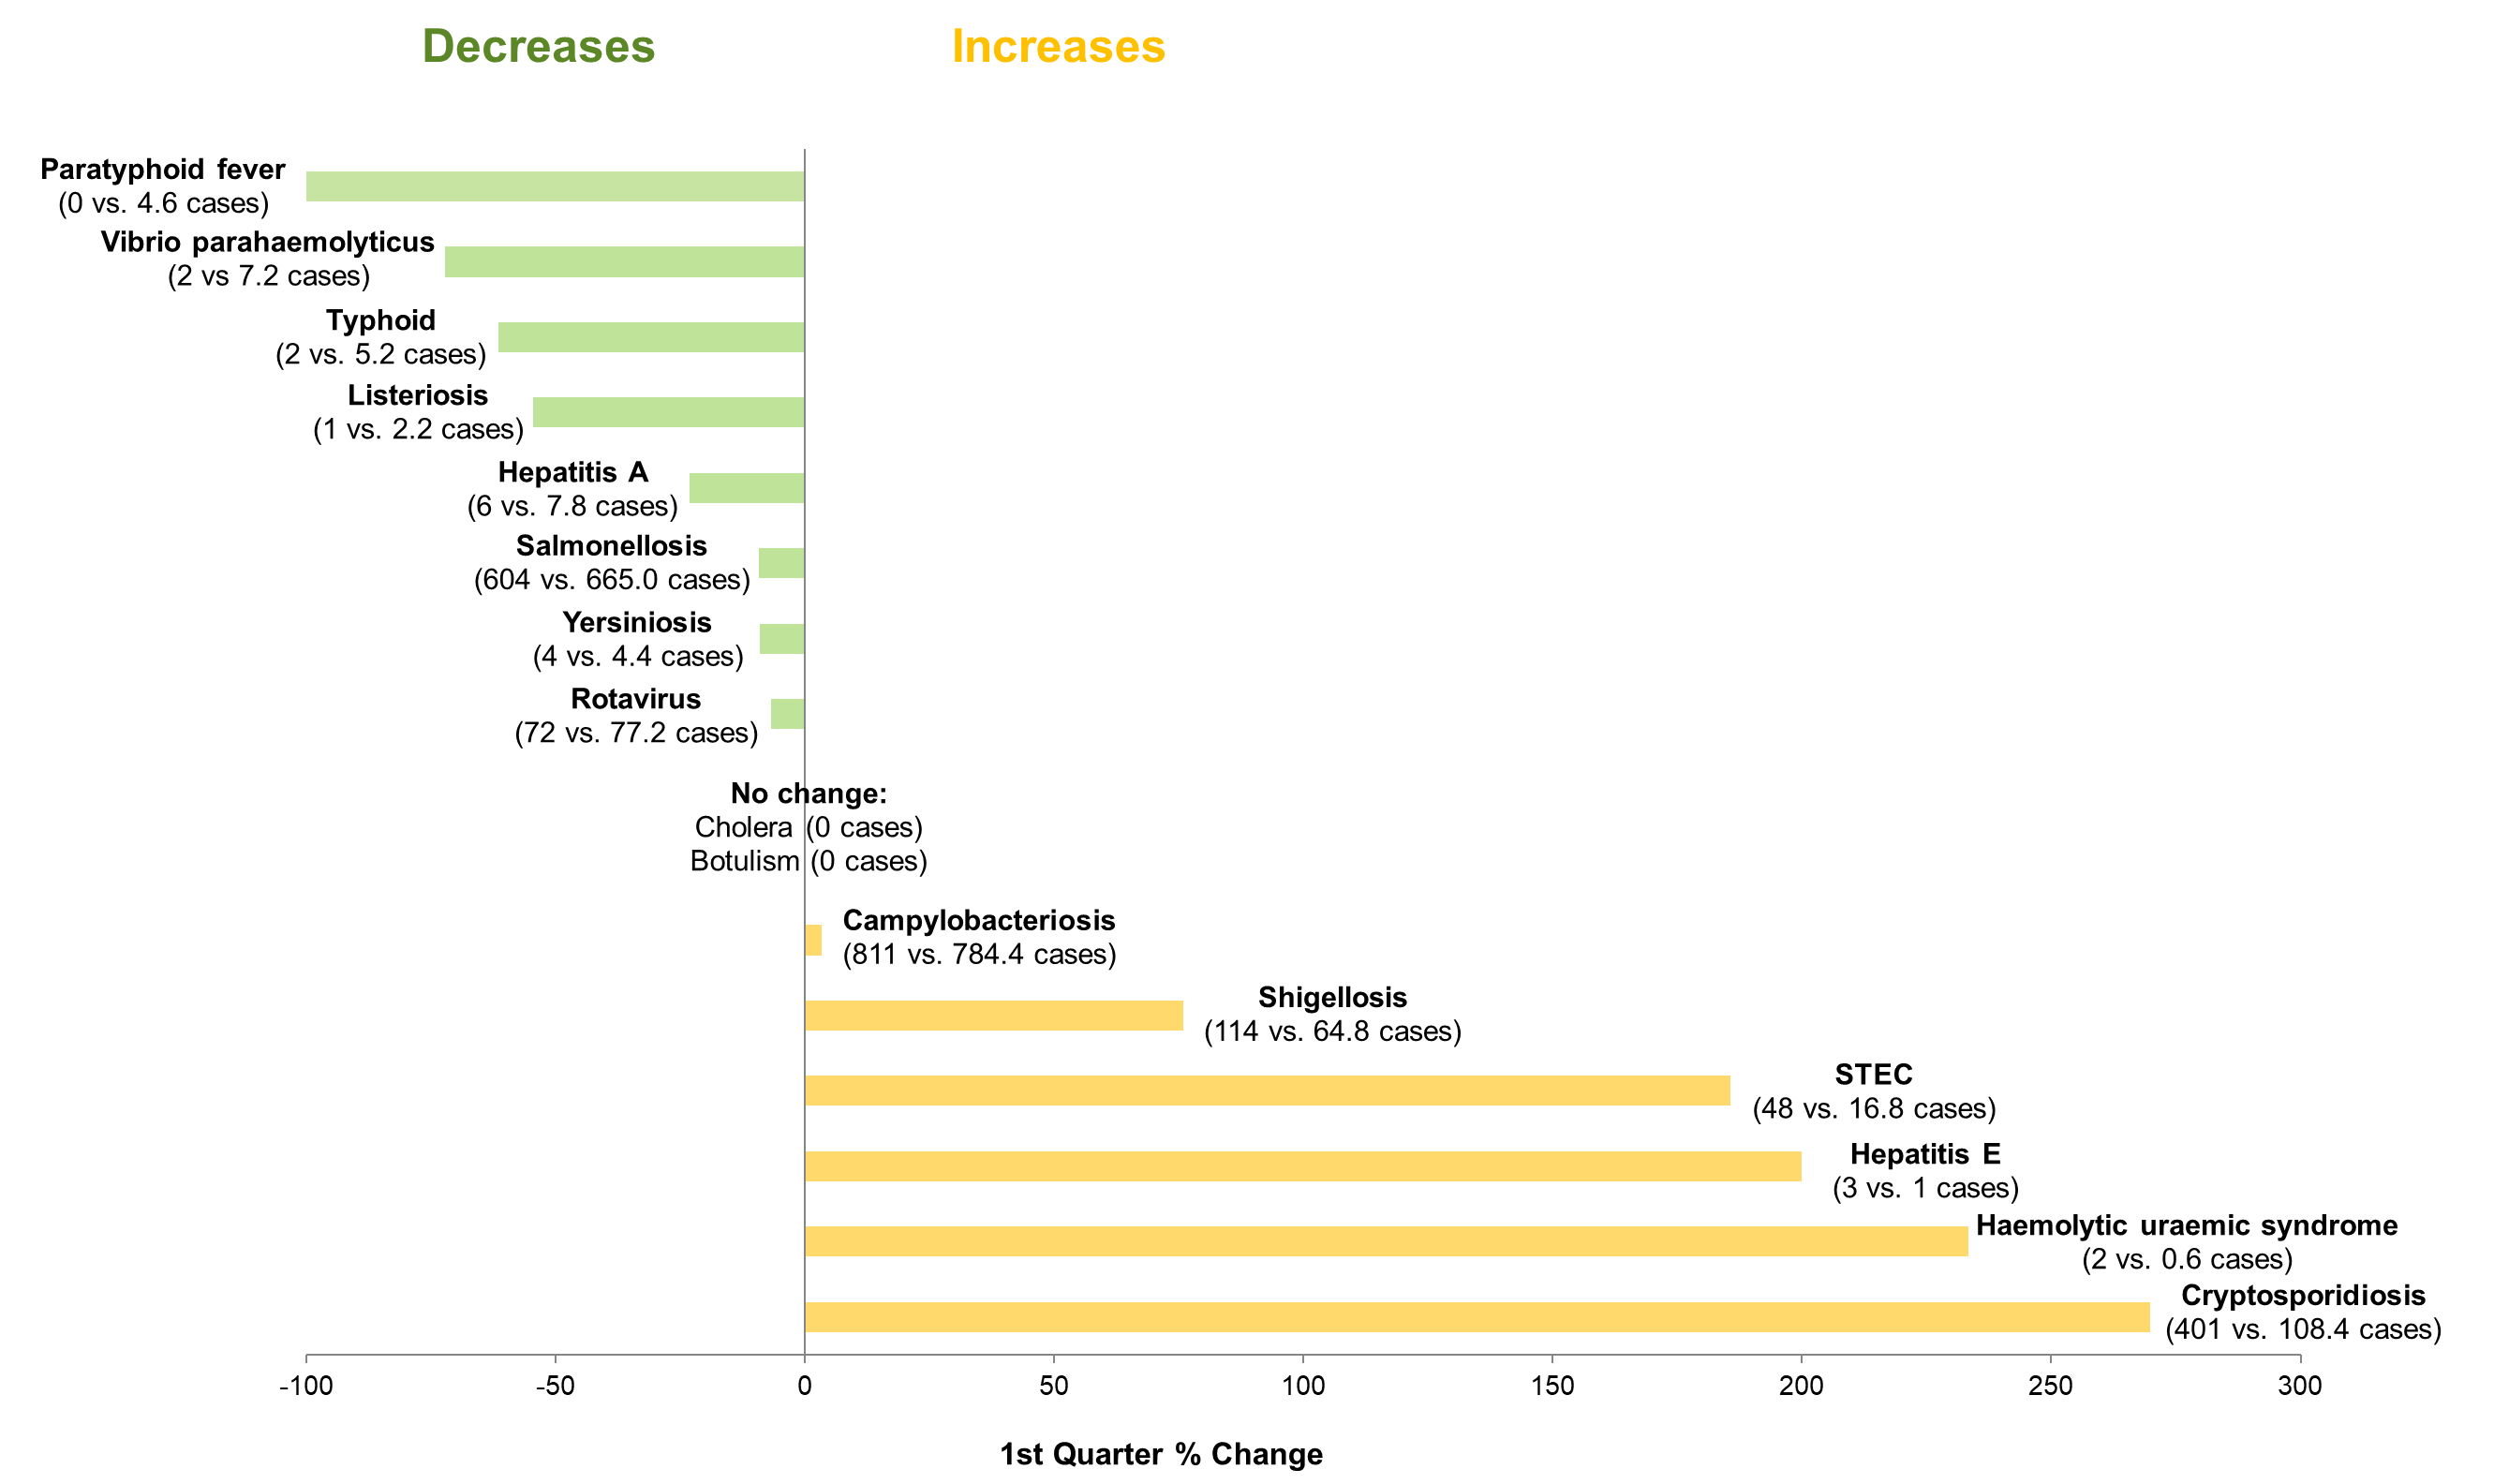 Decreases
Increases
Paratyphoid fever
(0 vs. 4.6 cases)
Vibrio parahaemolyticus
(2 vs 7.2 cases)
Typhoid
(2 vs. 5.2 cases)
Listeriosis
(1 vs. 2.2 cases)
Hepatitis A
(6 vs. 7.8 cases)
Salmonellosis
(604 vs. 665.0 cases)
Yersiniosis
(4 vs. 4.4 cases)
Rotavirus
(72 vs. 77.2 cases)
No change:
Cholera (0 cases)
Botulism (0 cases)
Campylobacteriosis
(811 vs. 784.4 cases)
Shigellosis
(114 vs. 64.8 cases)
STEC
(48 vs. 16.8 cases)
Hepatitis E
(3 vs. 1 cases)
Haemolytic uraemic syndrome
(2 vs. 0.6 cases)
Cryptosporidiosis
(401 vs. 108.4 cases)
-100 -50 0 50 100 150 200 250 300
1st Quarter % Change